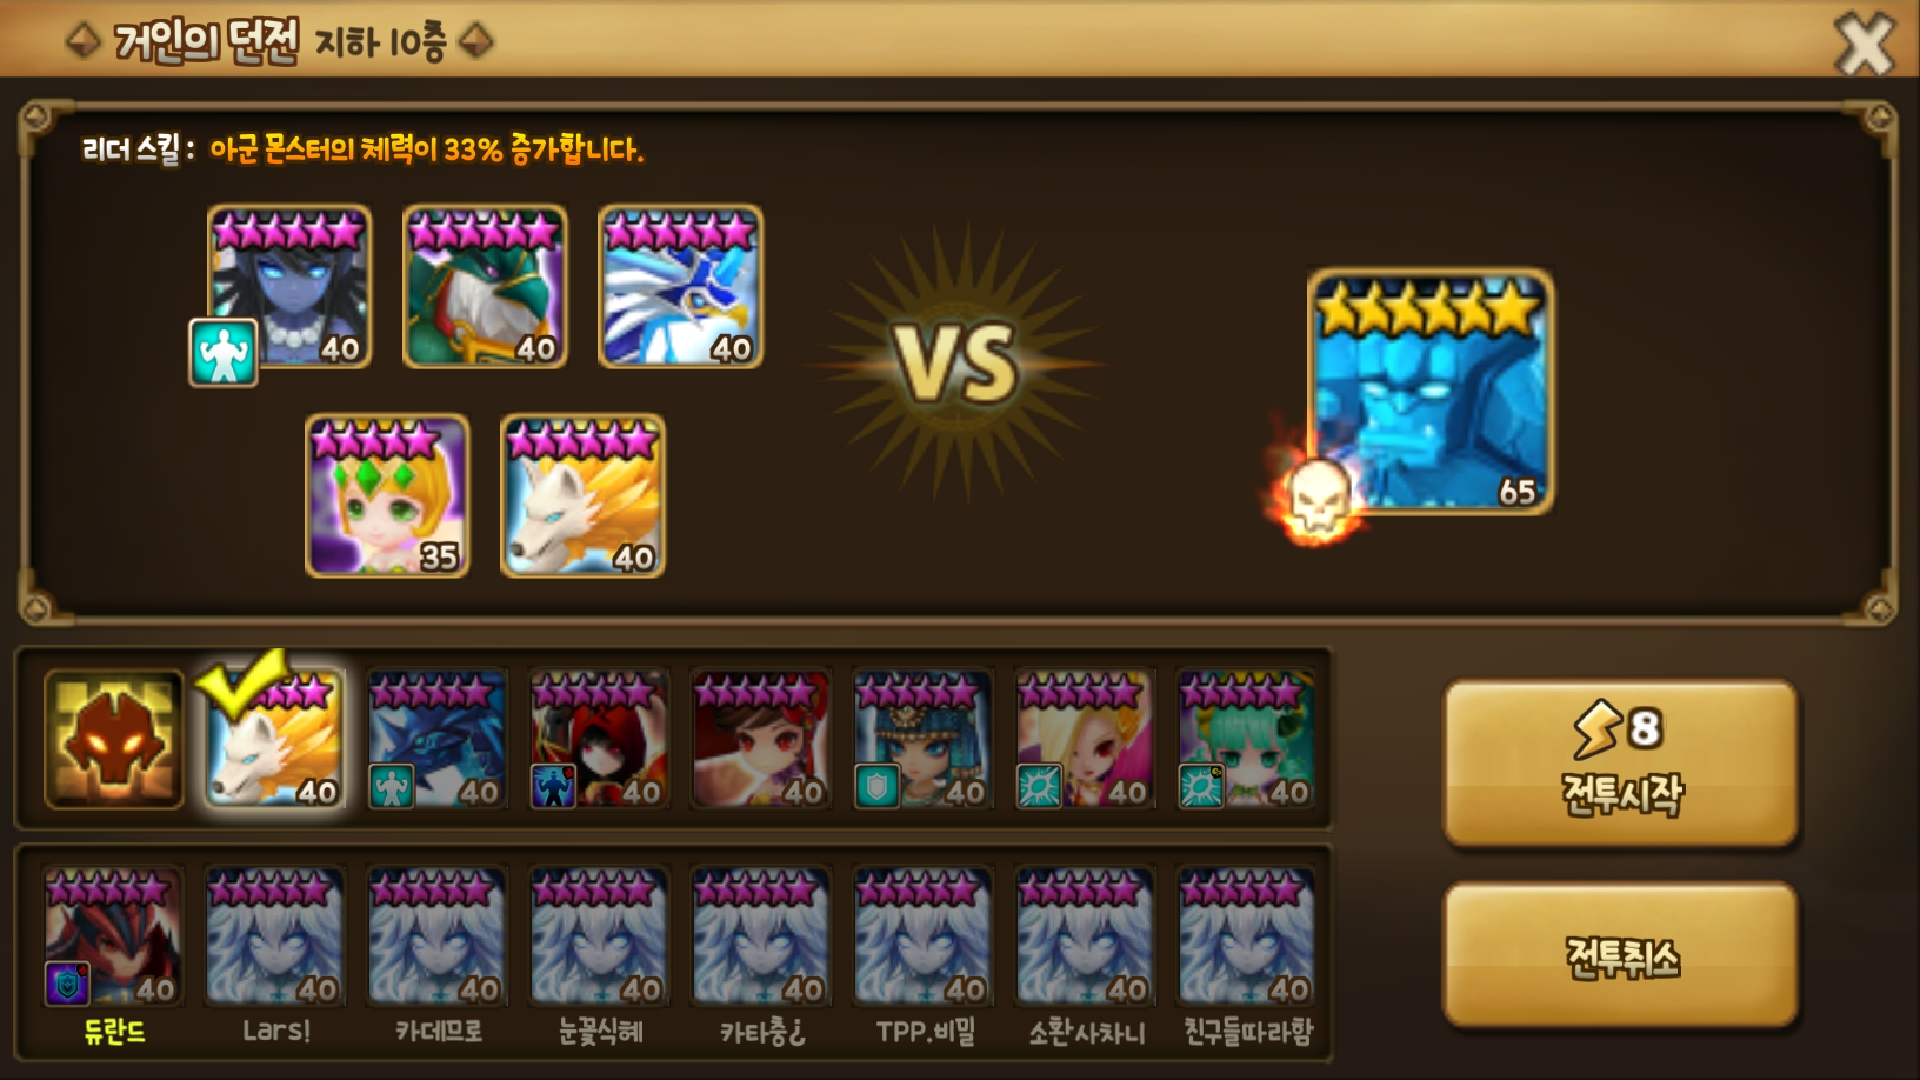 거인의 던전 지하 10층
리더 스킬 : 아군 몬스터의 체력이 33% 증가합니다.
40 40 40
VS
65
35 40
8
전투시작
40 40 40 40 40 40 40
전투취소
40 40 40 40 40 40 40 40
듀란드 Lars! 카데므로 눈꽃식혜 카타충¿ TPP.비밀 소환사차니 친구들따라함